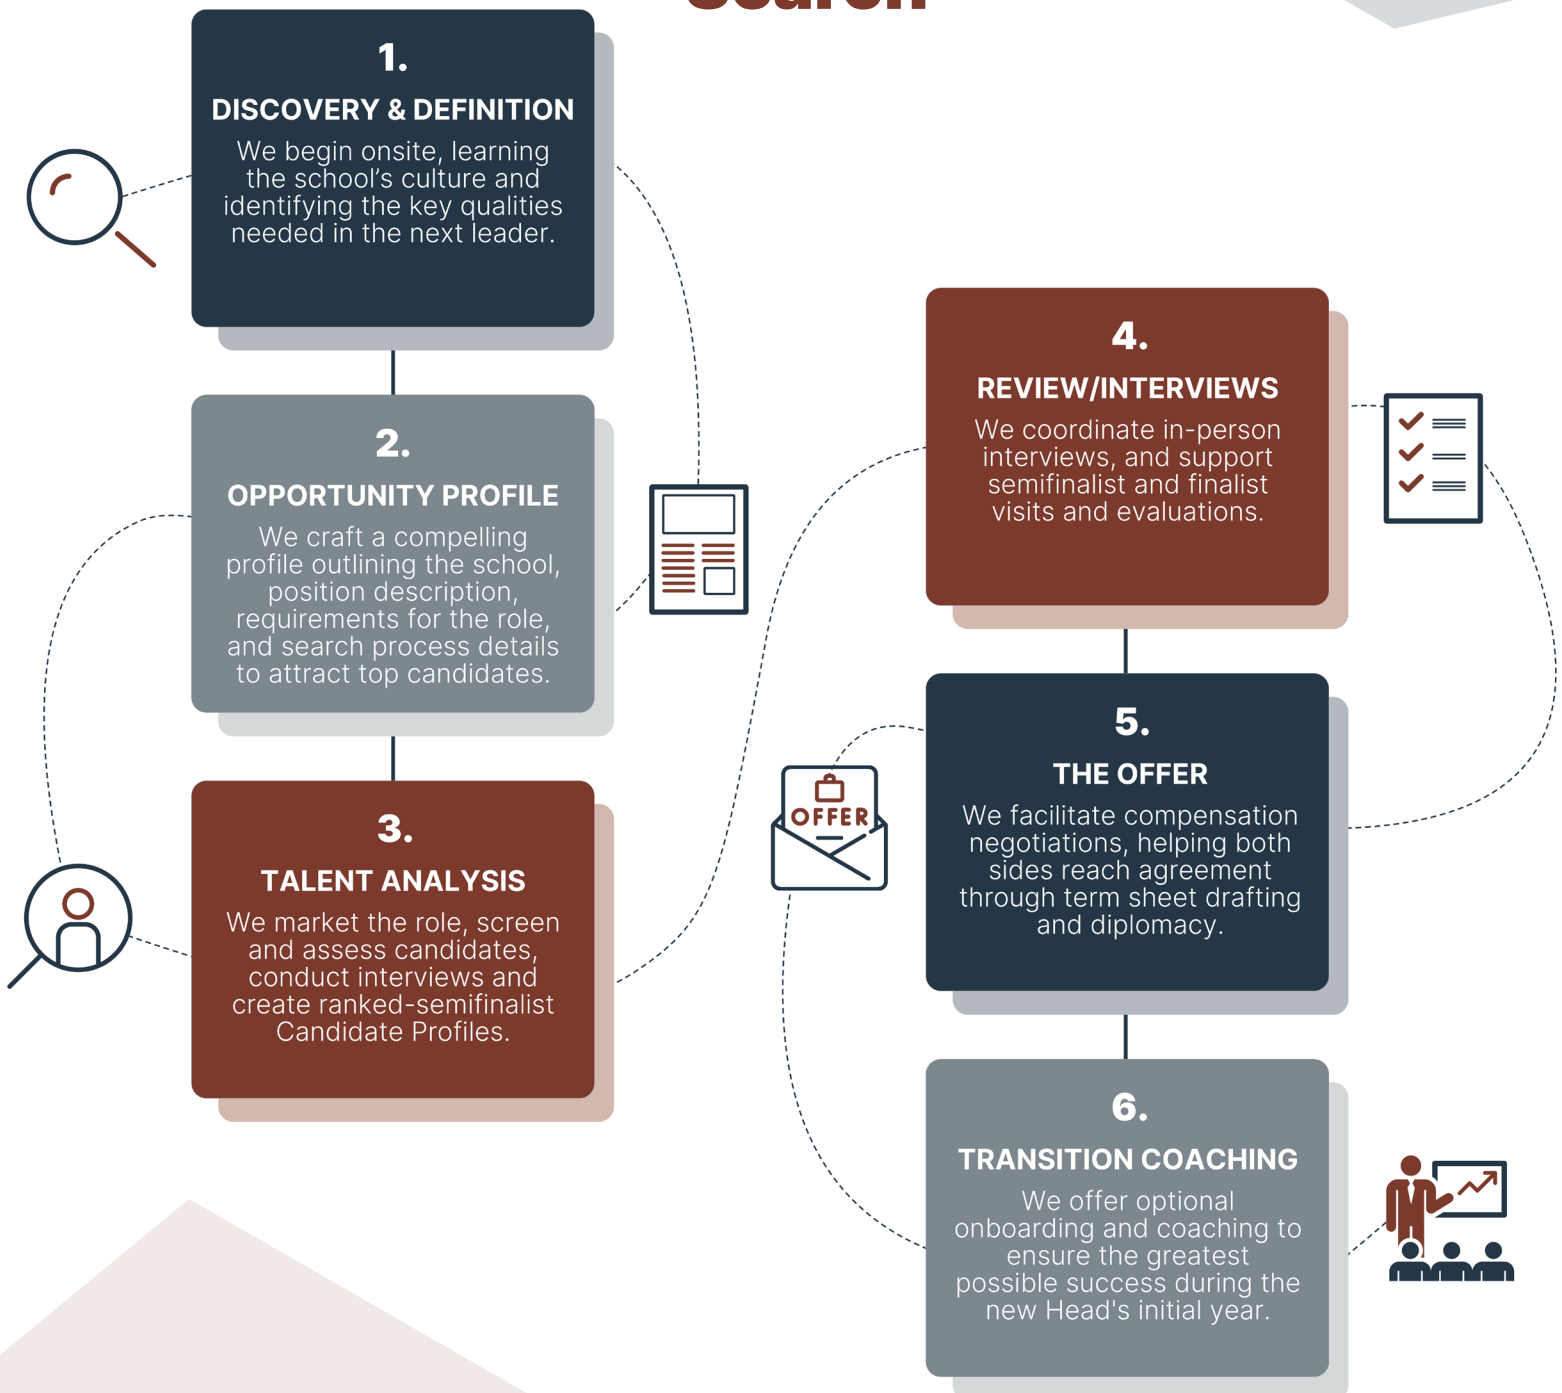 Search
1.
DISCOVERY & DEFINITION
We begin onsite, learning
the school’s culture and
identifying the key qualities
needed in the next leader.
2.
OPPORTUNITY PROFILE
We craft a compelling
profile outlining the school,
position description,
requirements for the role,
and search process details
to attract top candidates.
3.
TALENT ANALYSIS
We market the role, screen
and assess candidates,
conduct interviews and
create ranked-semifinalist
Candidate Profiles.
4.
REVIEW/INTERVIEWS
We coordinate in-person
interviews, and support
semifinalist and finalist
visits and evaluations.
OFFER
5.
THE OFFER
We facilitate compensation
negotiations, helping both
sides reach agreement
through term sheet drafting
and diplomacy.
6.
TRANSITION COACHING
We offer optional
onboarding and coaching to
ensure the greatest
possible success during the
new Head's initial year.